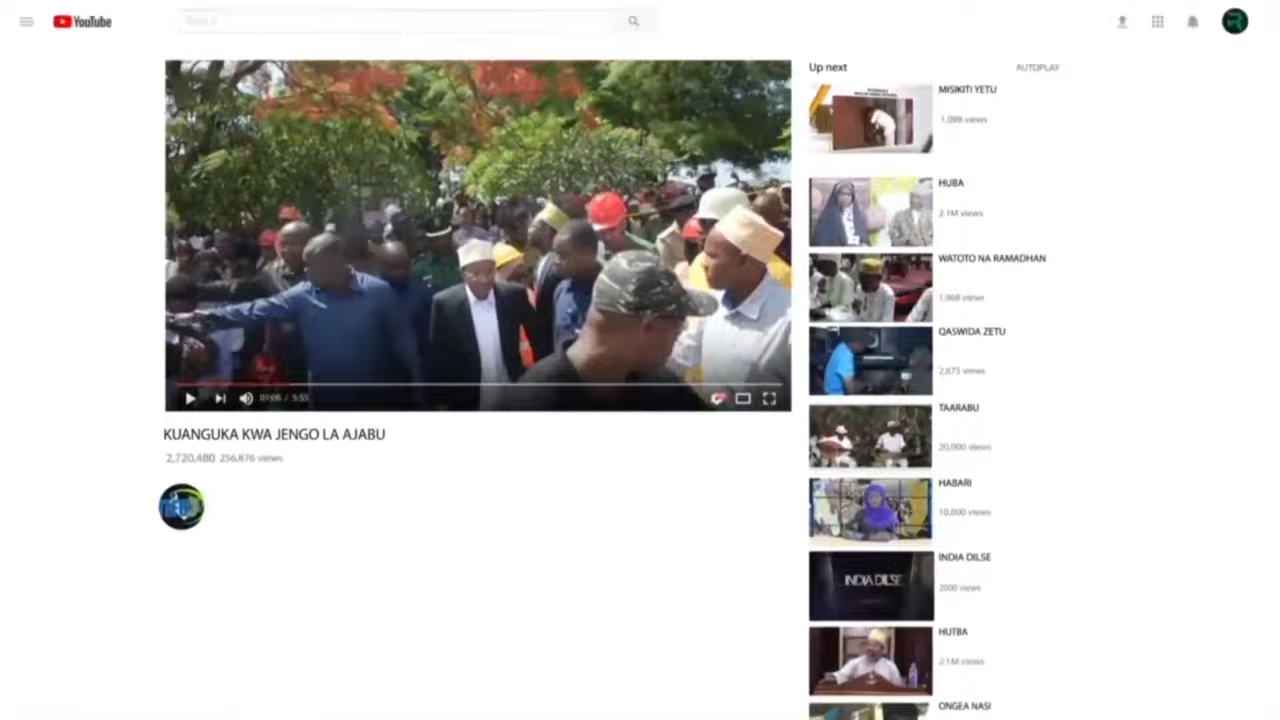 YouTube
KUANGUKA KWA JENGO LA AJABU
2,720,480 256,876 views
Up next
AUTOPLAY
MISIKITI YETU
1,099 views
HUBA
2.1M views
WATOTO NA RAMADHAN
1,968 views
QASWIDA ZETU
2,875 views
TAARABU
20,000 views
HABARI
10,000 views
INDIA DILSE
INDIA DILSE
2000 views
HUTBA
2.1M views
ONGEA NASI